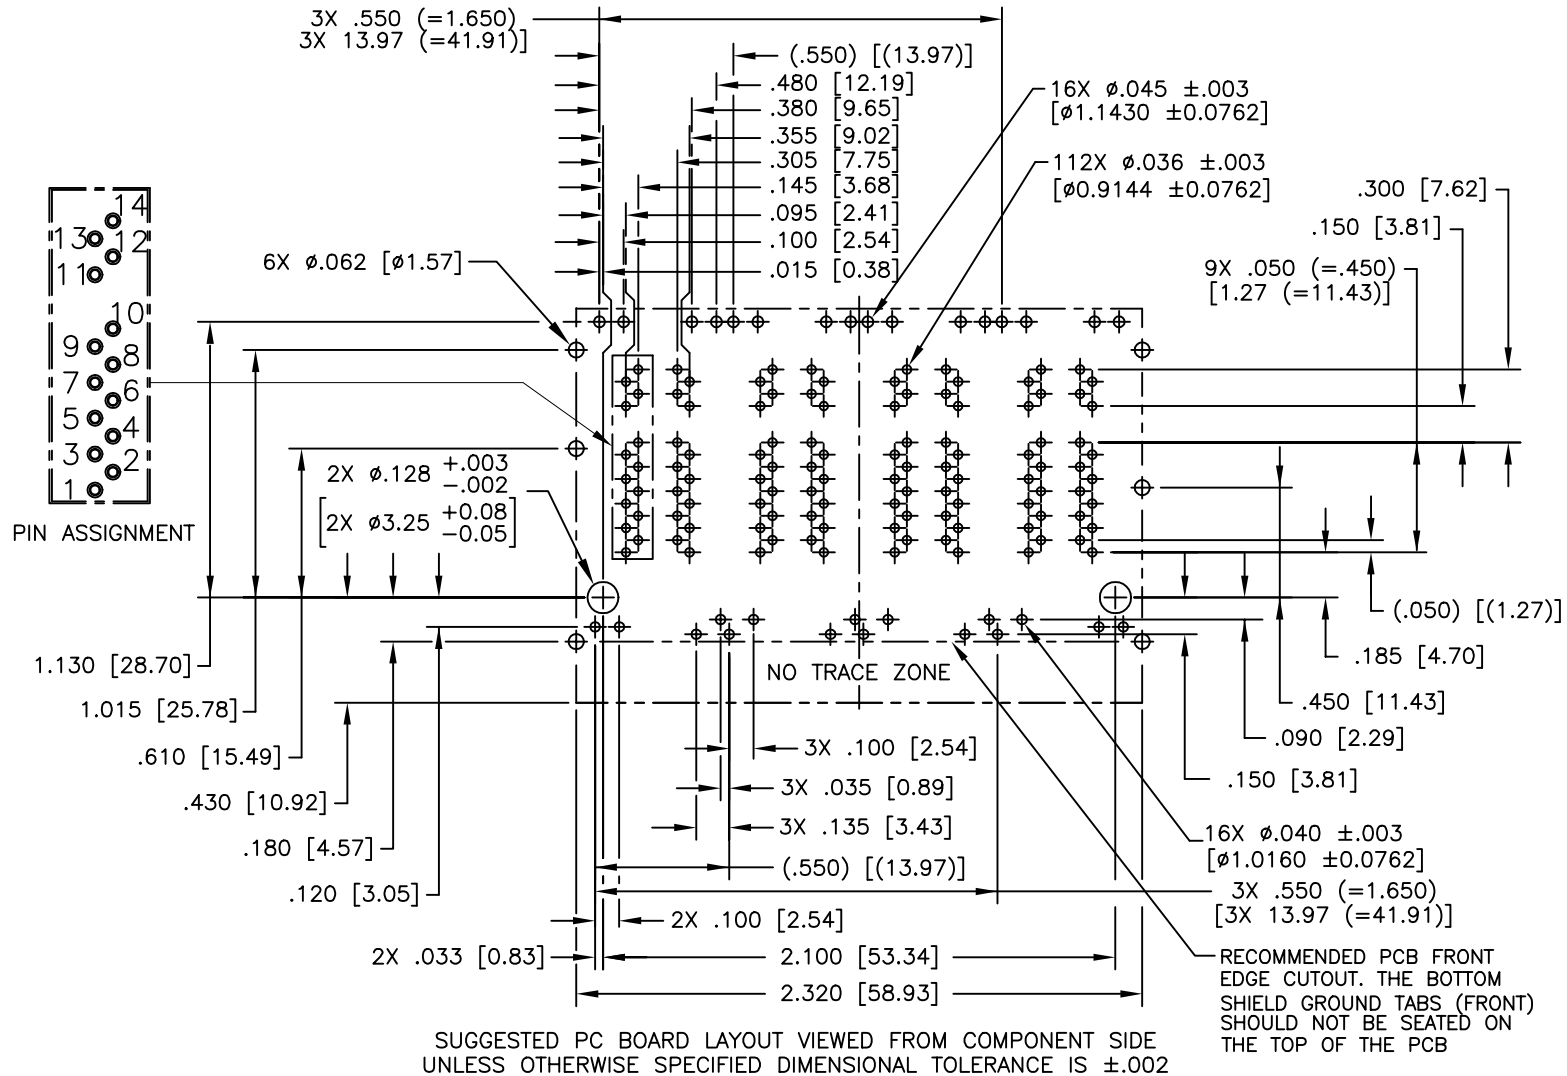 3X .550 (=1.650)
3X 13.97 (=41.91)]
(.550) [(13.97)]
.480 [12.19]
.380 [9.65]
.355 [9.02]
.305 [7.75]
.145 [3.68]
.095 [2.41]
.100 [2.54]
.015 [0.38]
16X ø.045 ±.003
[ø1.1430 ±0.0762]
112X ø.036 ±.003
[ø0.9144 ±0.0762]
.300 [7.62]
.150 [3.81]
9X .050 (=.450)
[1.27 (=11.43)]
6X ø.062 [ø1.57]
14
13
12
11
10
9
8
7
6
5
4
3
2
1
PIN ASSIGNMENT
2X ø.128 +.003
-.002
[2X ø3.25 +0.08
-0.05]
1.130 [28.70]
1.015 [25.78]
.610 [15.49]
.430 [10.92]
.180 [4.57]
.120 [3.05]
NO TRACE ZONE
(.050) [(1.27)]
.185 [4.70]
.450 [11.43]
.090 [2.29]
.150 [3.81]
3X .100 [2.54]
3X .035 [0.89]
3X .135 [3.43]
(.550) [(13.97)]
16X ø.040 ±.003
[ø1.0160 ±0.0762]
3X .550 (=1.650)
[3X 13.97 (=41.91)]
2X .100 [2.54]
2X .033 [0.83]
2.100 [53.34]
2.320 [58.93]
RECOMMENDED PCB FRONT
EDGE CUTOUT. THE BOTTOM
SHIELD GROUND TABS (FRONT)
SHOULD NOT BE SEATED ON
THE TOP OF THE PCB
SUGGESTED PC BOARD LAYOUT VIEWED FROM COMPONENT SIDE
UNLESS OTHERWISE SPECIFIED DIMENSIONAL TOLERANCE IS ±.002